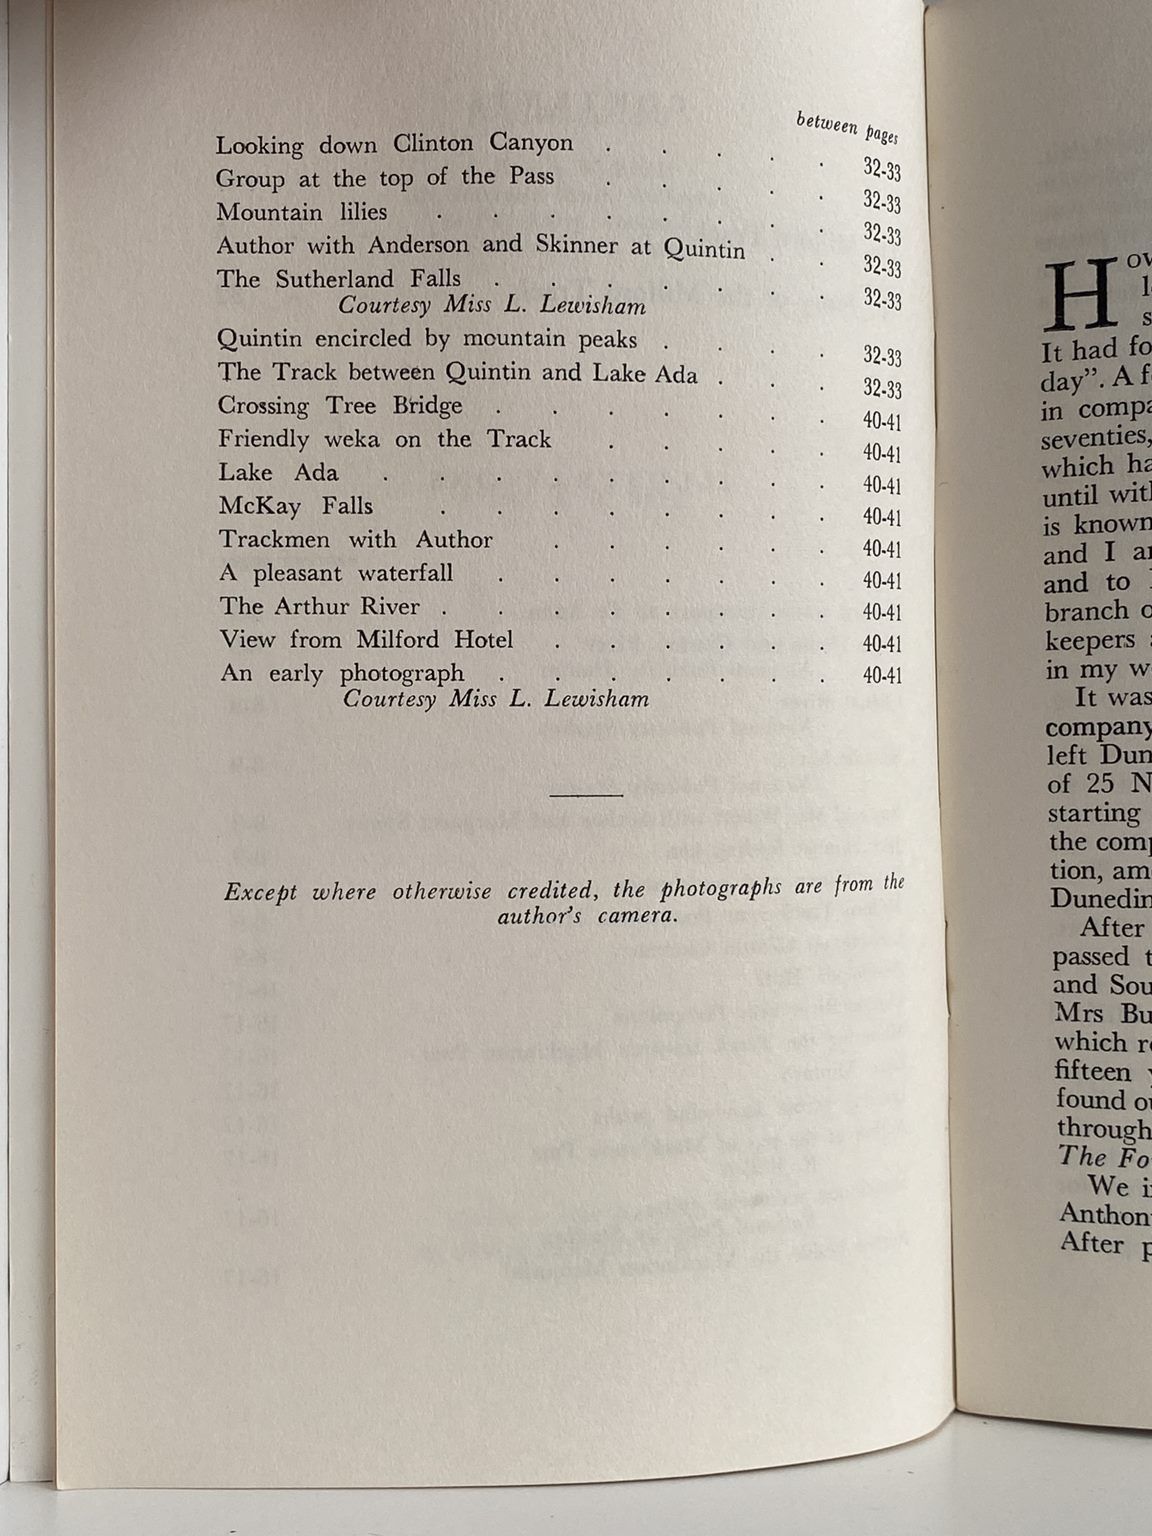 between pages
Looking down Clinton Canyon . . . . . 32-33
Group at the top of the Pass . . . . . 32-33
Mountain lilies . . . . . . . . 32-33
Author with Anderson and Skinner at Quintin . . 32-33
The Sutherland Falls . . . . . . . 32-33
Courtesy Miss L. Lewisham
Quintin encircled by mountain peaks . . . . 32-33
The Track between Quintin and Lake Ada . . . 32-33
Crossing Tree Bridge . . . . . . . 40-41
Friendly weka on the Track . . . . . 40-41
Lake Ada . . . . . . . . . 40-41
McKay Falls . . . . . . . . 40-41
Trackmen with Author . . . . . . 40-41
A pleasant waterfall . . . . . . . 40-41
The Arthur River . . . . . . . . 40-41
View from Milford Hotel . . . . . . 40-41
An early photograph . . . . . . . 40-41
Courtesy Miss L. Lewisham
Except where otherwise credited, the photographs are from the
author's camera.
H
It had fo
day". A f
in compa
seventies,
which ha
until wit
is known
and I a
and to
branch o
keepers
in my w
It was
company
left Dun
of 25 N
starting
the comp
tion, am
Dunedin
After
passed t
and Sou
Mrs Bu
which r
fifteen
found o
through
The Fo
We i
Anthon
After p